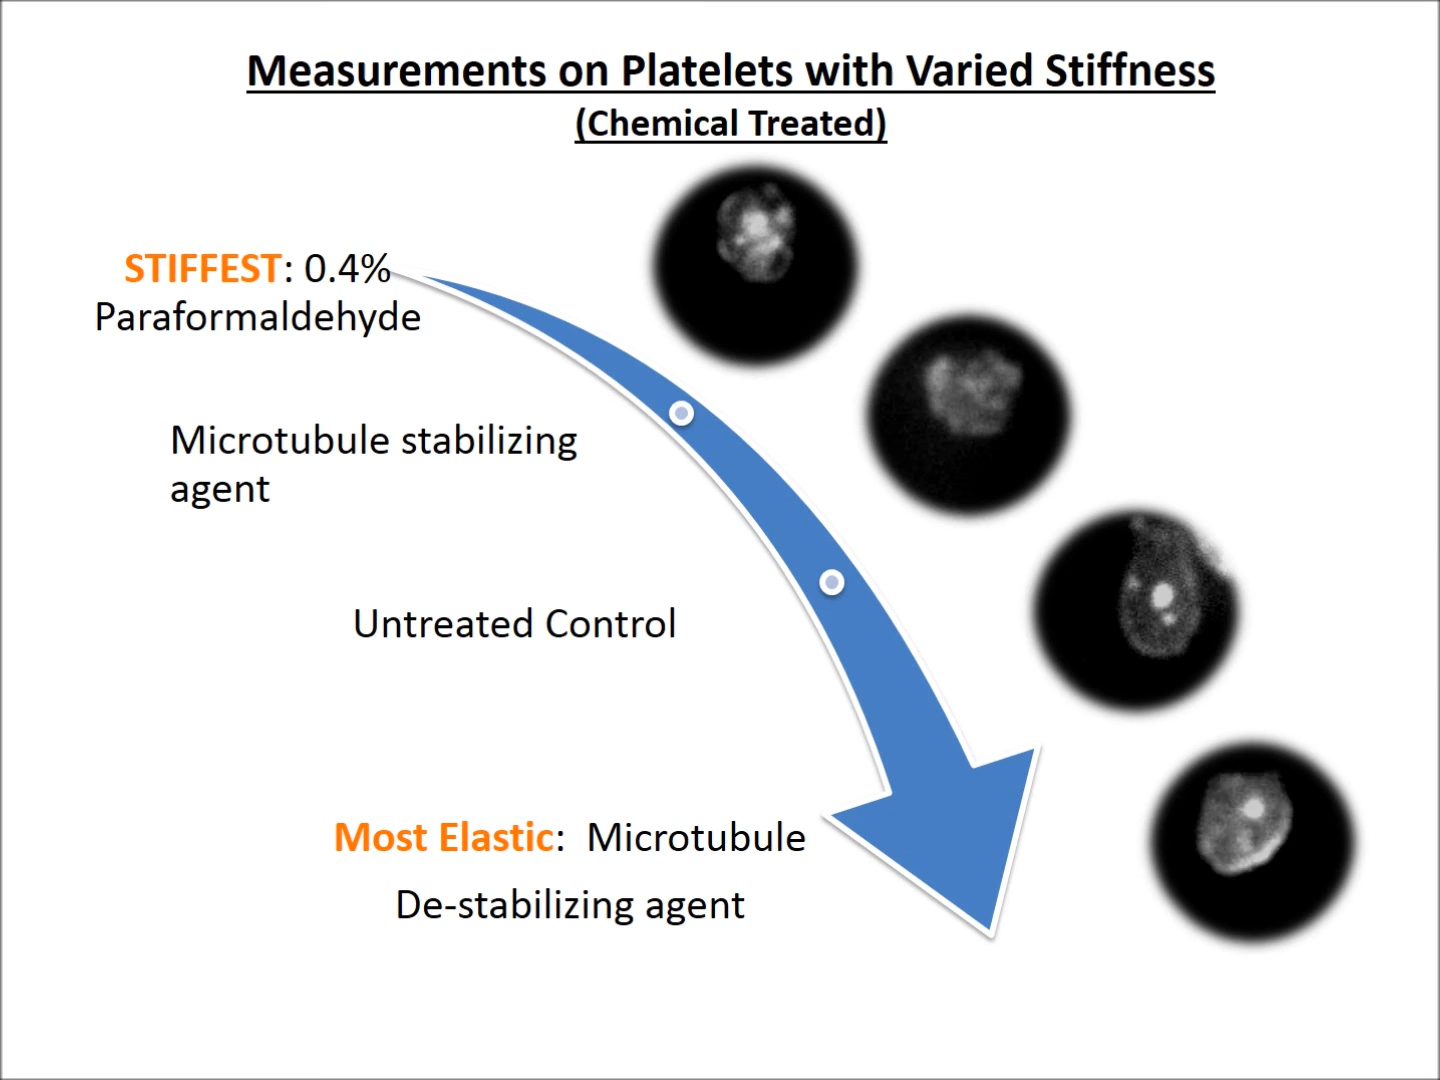 Measurements on Platelets with Varied Stiffness
(Chemical Treated)
STIFFEST: 0.4%
Paraformaldehyde
Microtubule stabilizing
agent
Untreated Control
Most Elastic:  Microtubule
De-stabilizing agent